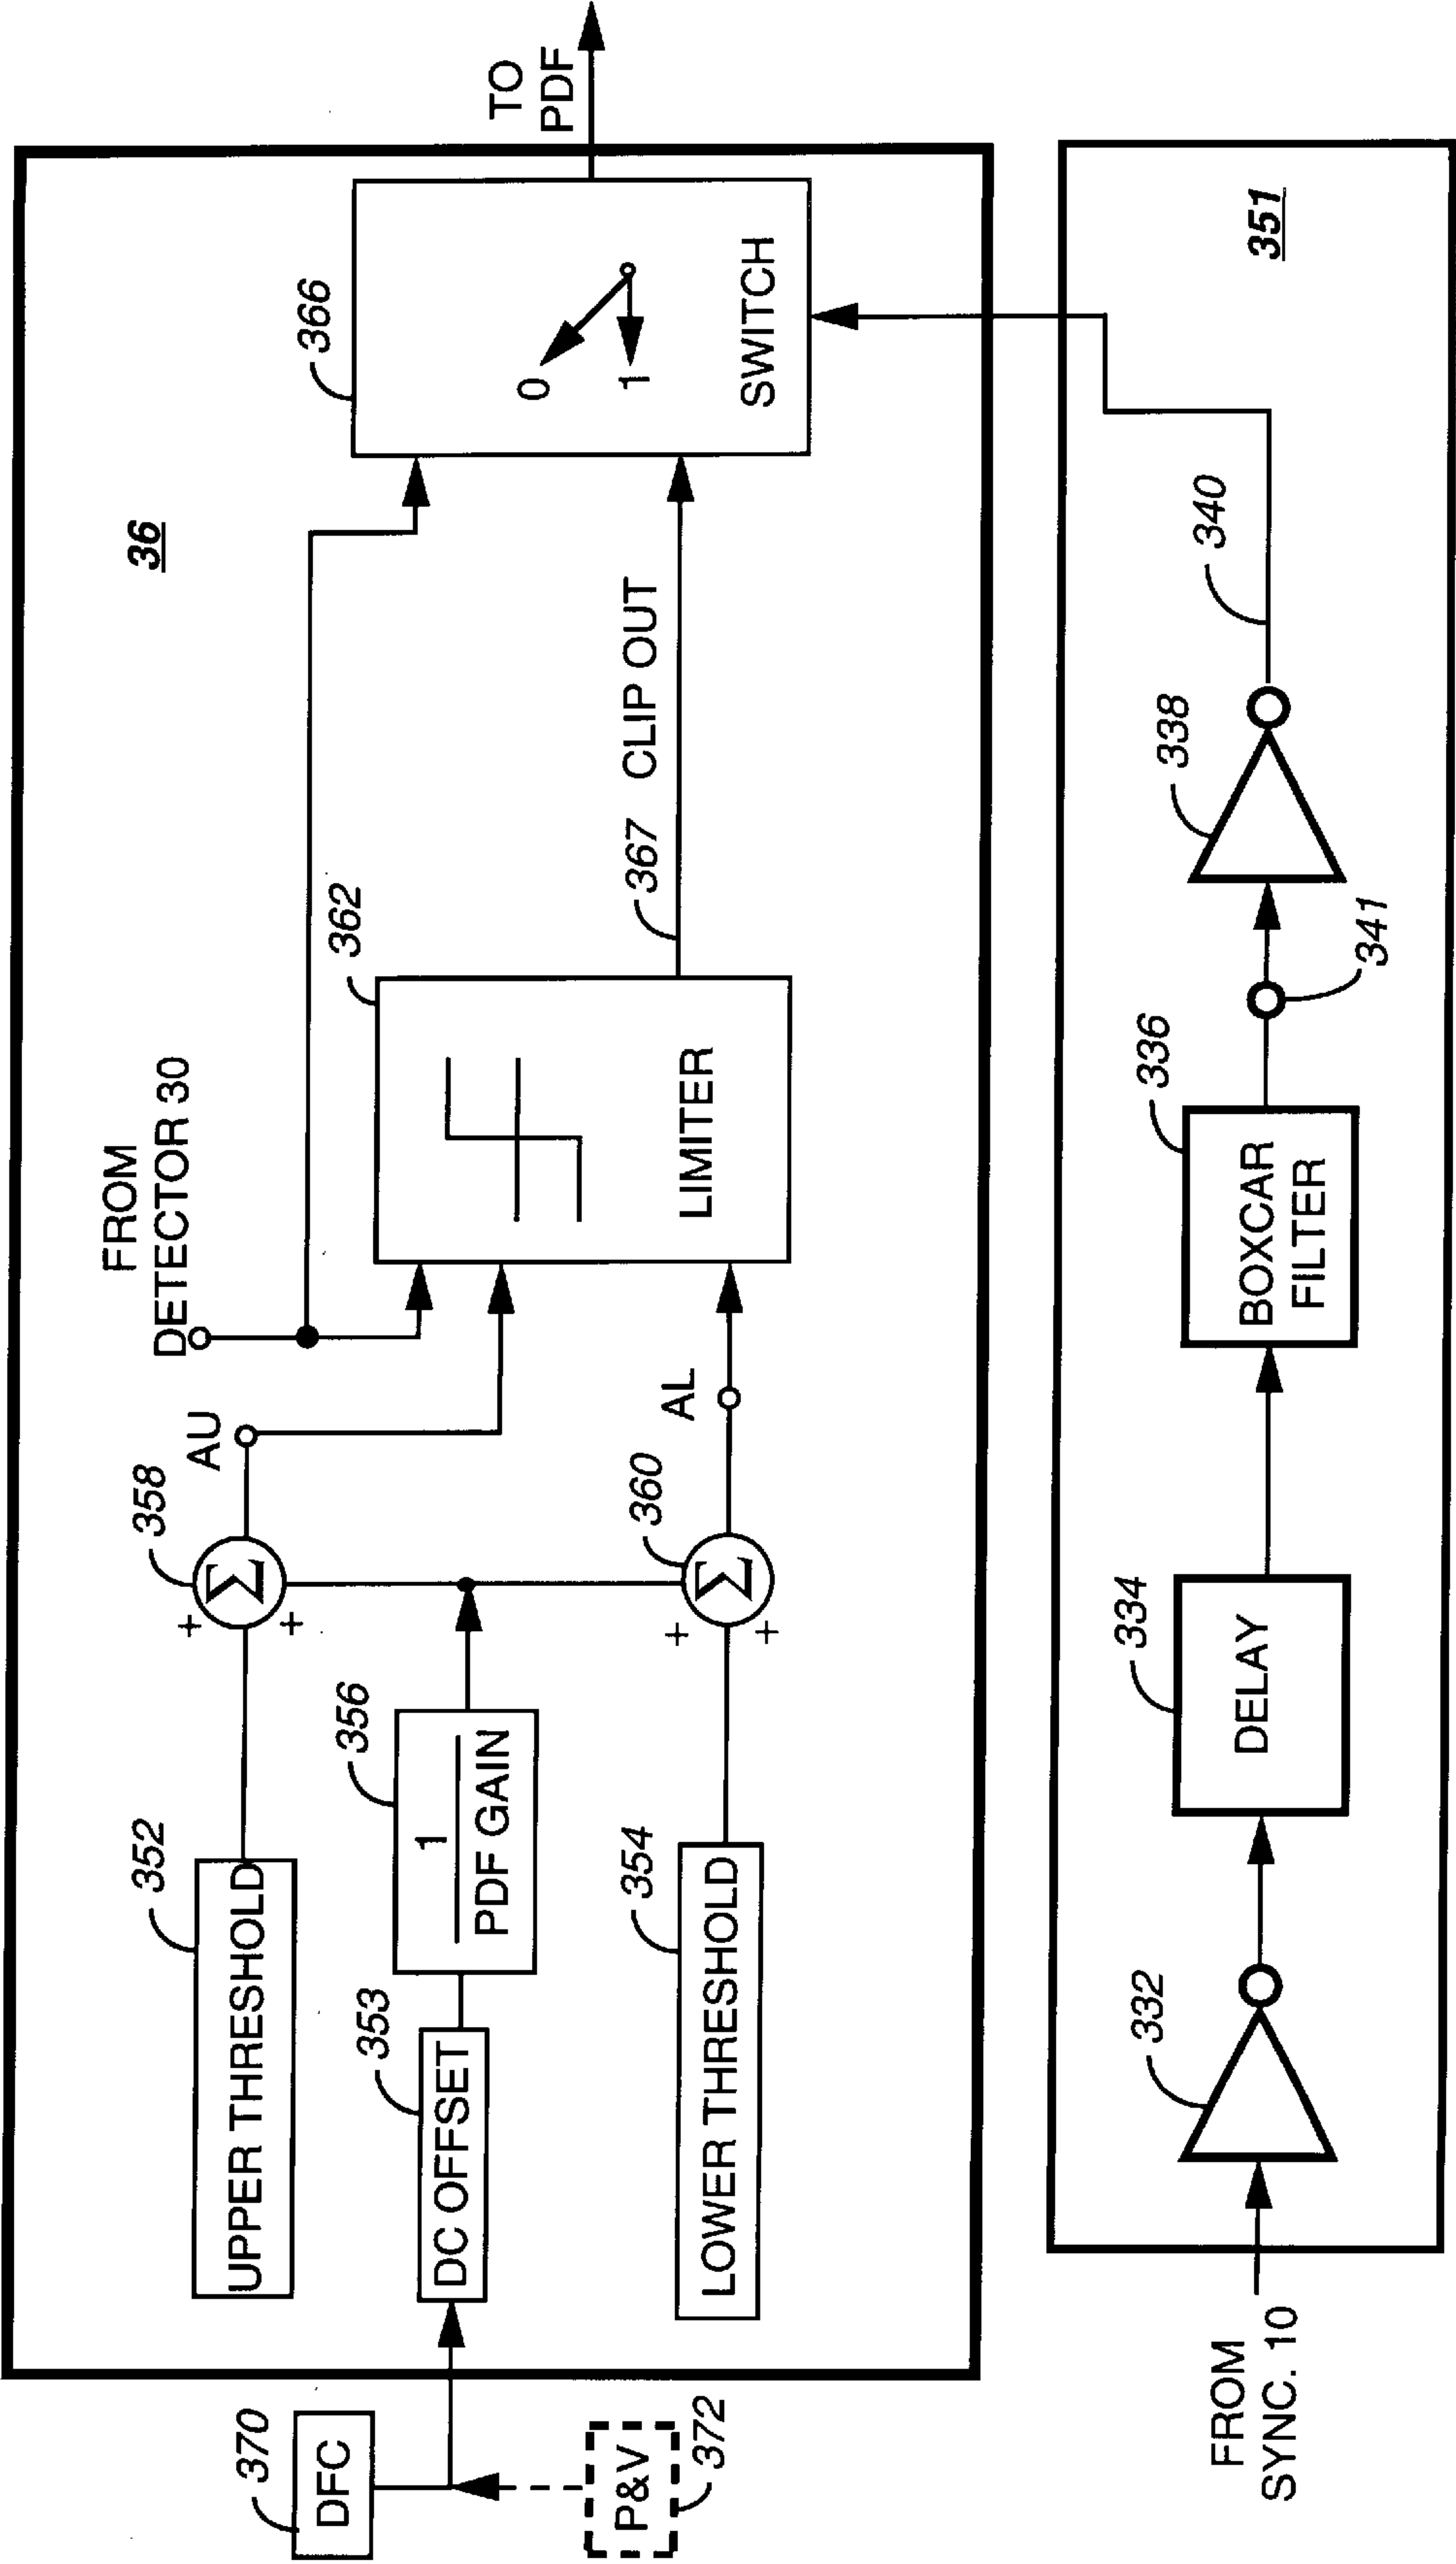 36
FROM
DETECTOR 30
TO
PDF
366
0
1
SWITCH
362
LIMITER
367 CLIP OUT
AU
358
+
+
Σ
AL
360
+
+
Σ
352
UPPER THRESHOLD
356
1
PDF GAIN
353
DC OFFSET
354
LOWER THRESHOLD
370
DFC
P&V
372
351
FROM
SYNC. 10
332
334
DELAY
336
BOXCAR
FILTER
341
338
340